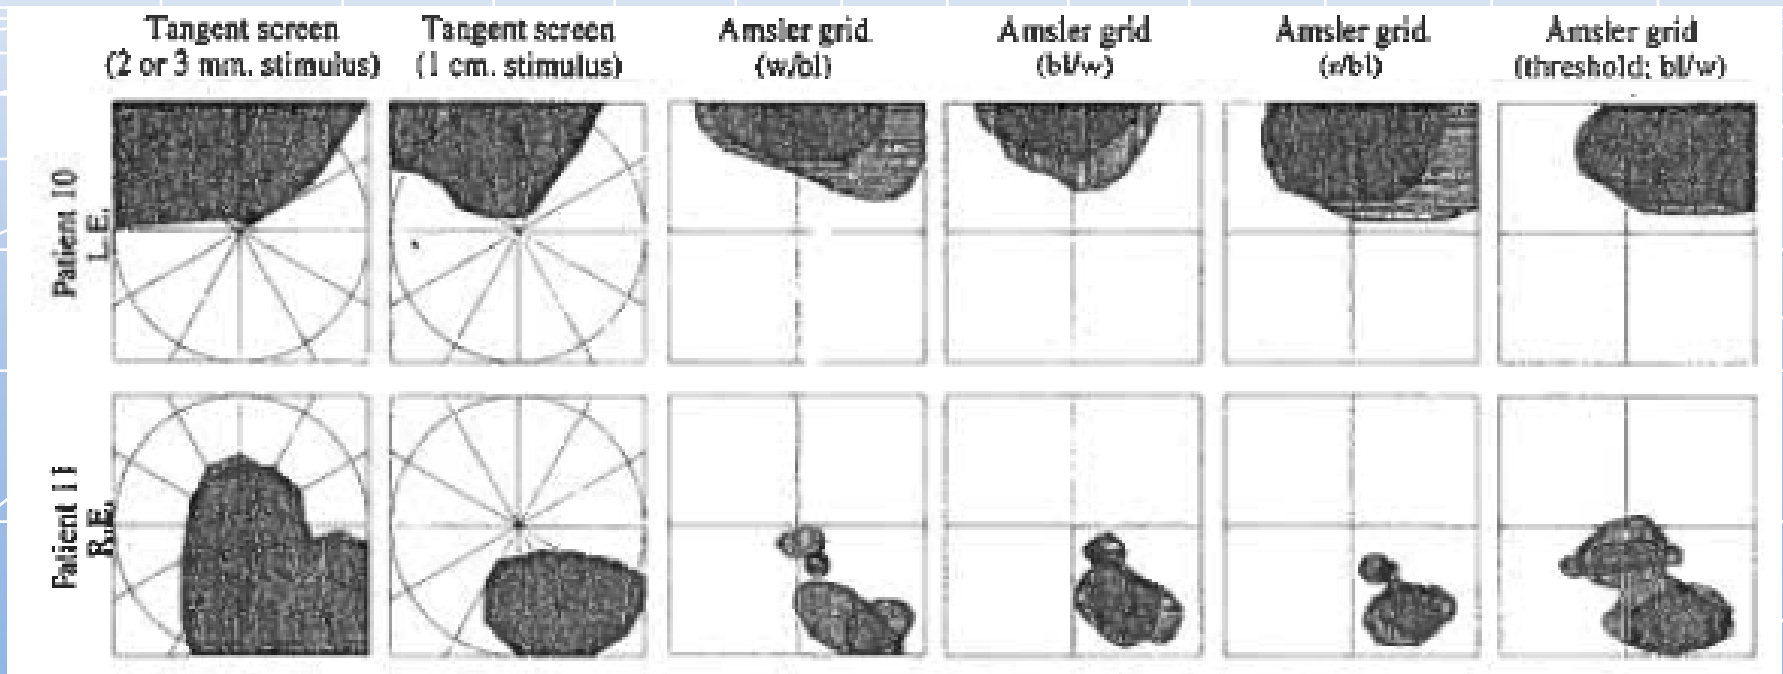 Tangent screen
(2 or 3 mm. stimulus)
Tangent screen
(1 cm. stimulus)
Amsler grid
(w/bl)
Amsler grid
(bl/w)
Amsler grid
(r/bl)
Amsler grid
(threshold; bl/w)
Patient 10
L.E.
Patient 11
R.E.